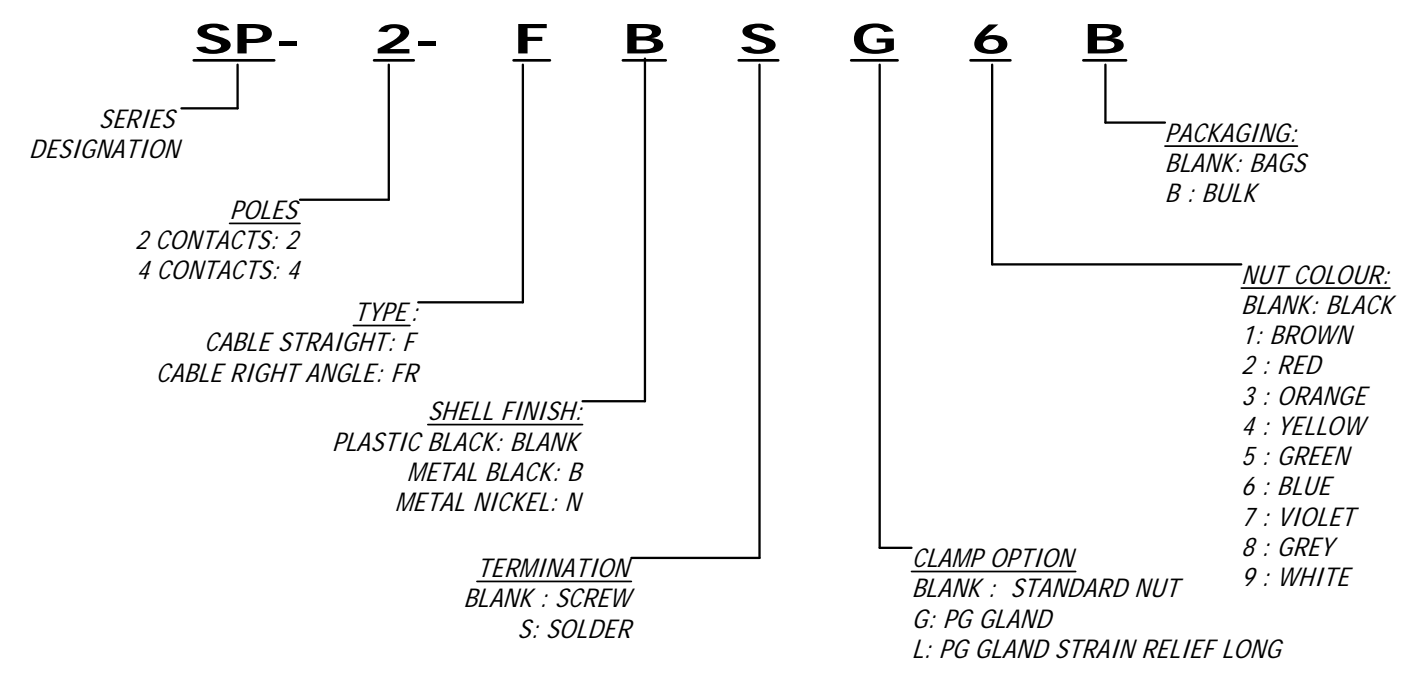 SP- 2- F B S G 6 B
SERIES
DESIGNATION
POLES
2 CONTACTS: 2
4 CONTACTS: 4
TYPE :
CABLE STRAIGHT: F
CABLE RIGHT ANGLE: FR
SHELL FINISH:
PLASTIC BLACK: BLANK
METAL BLACK: B
METAL NICKEL: N
TERMINATION
BLANK : SCREW
S: SOLDER
CLAMP OPTION
BLANK : STANDARD NUT
G: PG GLAND
L: PG GLAND STRAIN RELIEF LONG
NUT COLOUR:
BLANK: BLACK
1: BROWN
2 : RED
3 : ORANGE
4 : YELLOW
5 : GREEN
6 : BLUE
7 : VIOLET
8 : GREY
9 : WHITE
PACKAGING:
BLANK: BAGS
B : BULK